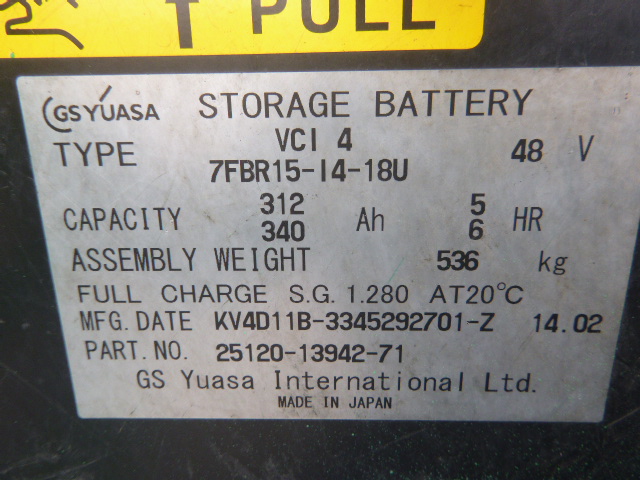 PULL
GS YUASA STORAGE BATTERY
VCI 4
TYPE 48 V
7FBR15-I4-18U
312 5
CAPACITY Ah HR
340 6
ASSEMBLY WEIGHT 536 kg
FULL CHARGE S.G. 1.280 AT20℃
MFG. DATE KV4D11B-3345292701-Z 14.02
PART. NO. 25120-13942-71
GS Yuasa International Ltd.
MADE IN JAPAN